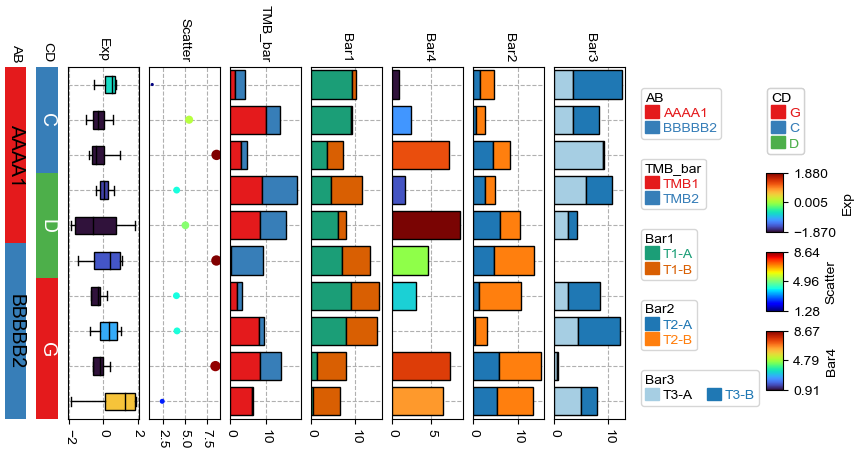 AB
CD
Exp
Scatter
TMB_bar
Bar1
Bar4
Bar2
Bar3
AAAA1
BBBBB2
C
D
G
−2
0
2
2.5
5.0
7.5
0
10
0
10
0
5
0
10
0
10
AB
AAAA1
BBBBB2
TMB_bar
TMB1
TMB2
Bar1
T1-A
T1-B
Bar2
T2-A
T2-B
Bar3
T3-A T3-B
CD
G
C
D
1.880
0.005
−1.870
Exp
8.64
4.96
1.28
Scatter
8.67
4.79
0.91
Bar4